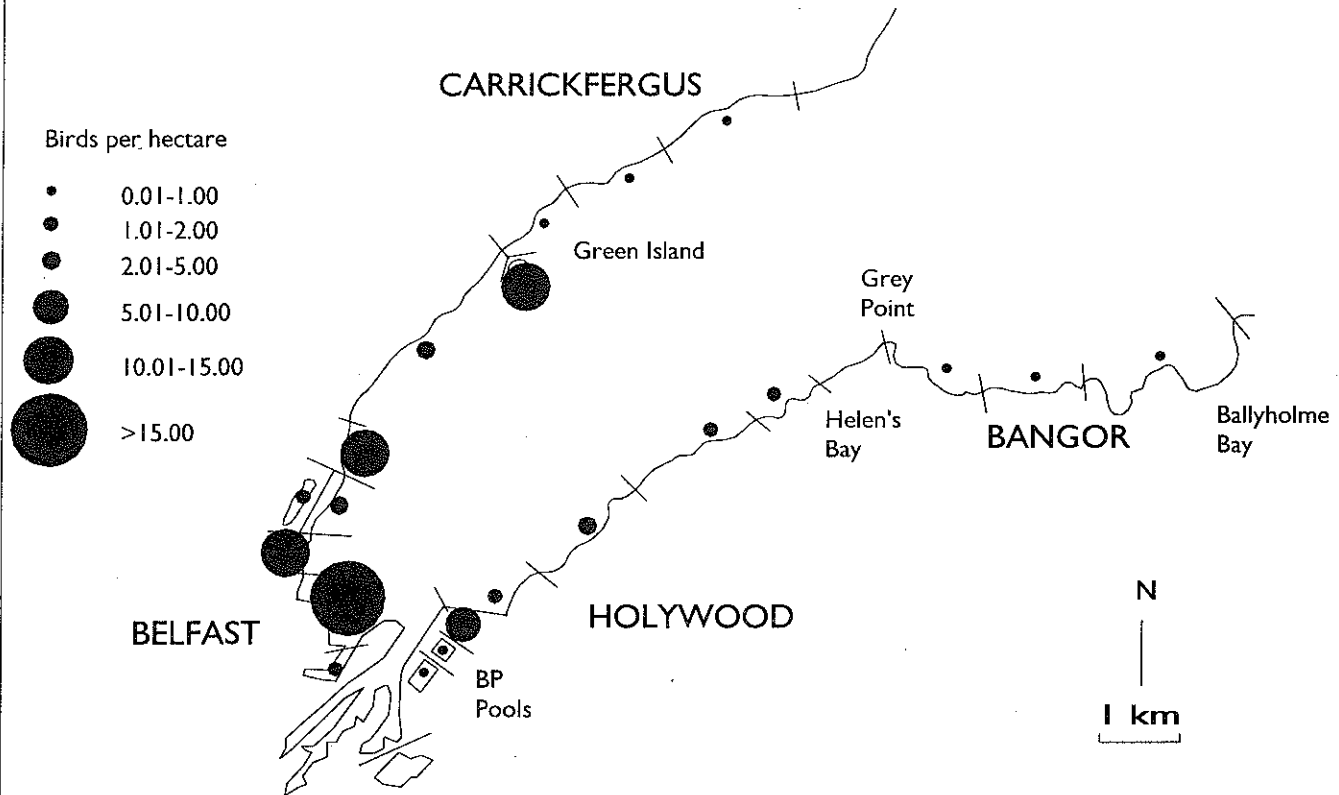 CARRICKFERGUS
Birds per hectare
0.01-1.00
1.01-2.00
2.01-5.00
5.01-10.00
10.01-15.00
>15.00
Green Island
Grey
Point
Helen's
Bay
BANGOR
Ballyholme
Bay
BELFAST
HOLYWOOD
BP
Pools
N
1 km